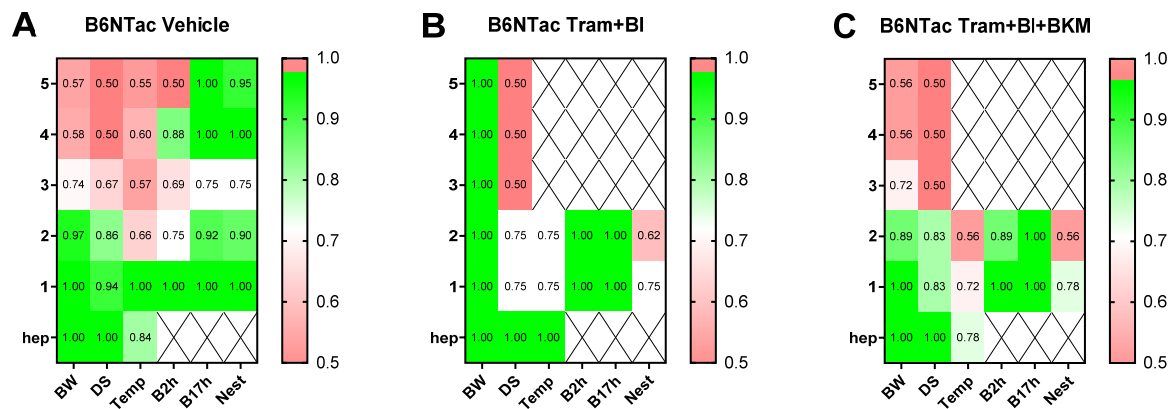 A B6NTac Vehicle
5 0.57 0.50 0.55 0.50 1.00 0.95
4 0.58 0.50 0.60 0.88 1.00 1.00
3 0.74 0.67 0.57 0.69 0.75 0.75
2 0.97 0.86 0.66 0.75 0.92 0.90
1 1.00 0.94 1.00 1.00 1.00 1.00
hep 1.00 1.00 0.84
BW DS Temp B2h B17h Nest
1.0
0.9
0.8
0.7
0.6
0.5
B B6NTac Tram+BI
5 1.00 0.50
4 1.00 0.50
3 1.00 0.50
2 1.00 0.75 0.75 1.00 1.00 0.62
1 1.00 0.75 0.75 1.00 1.00 0.75
hep 1.00 1.00 1.00
BW DS Temp B2h B17h Nest
1.0
0.9
0.8
0.7
0.6
0.5
C B6NTac Tram+BI+BKM
5 0.56 0.50
4 0.56 0.50
3 0.72 0.50
2 0.89 0.83 0.56 0.89 1.00 0.56
1 1.00 0.83 0.72 1.00 1.00 0.78
hep 1.00 1.00 0.78
BW DS Temp B2h B17h Nest
1.0
0.9
0.8
0.7
0.6
0.5